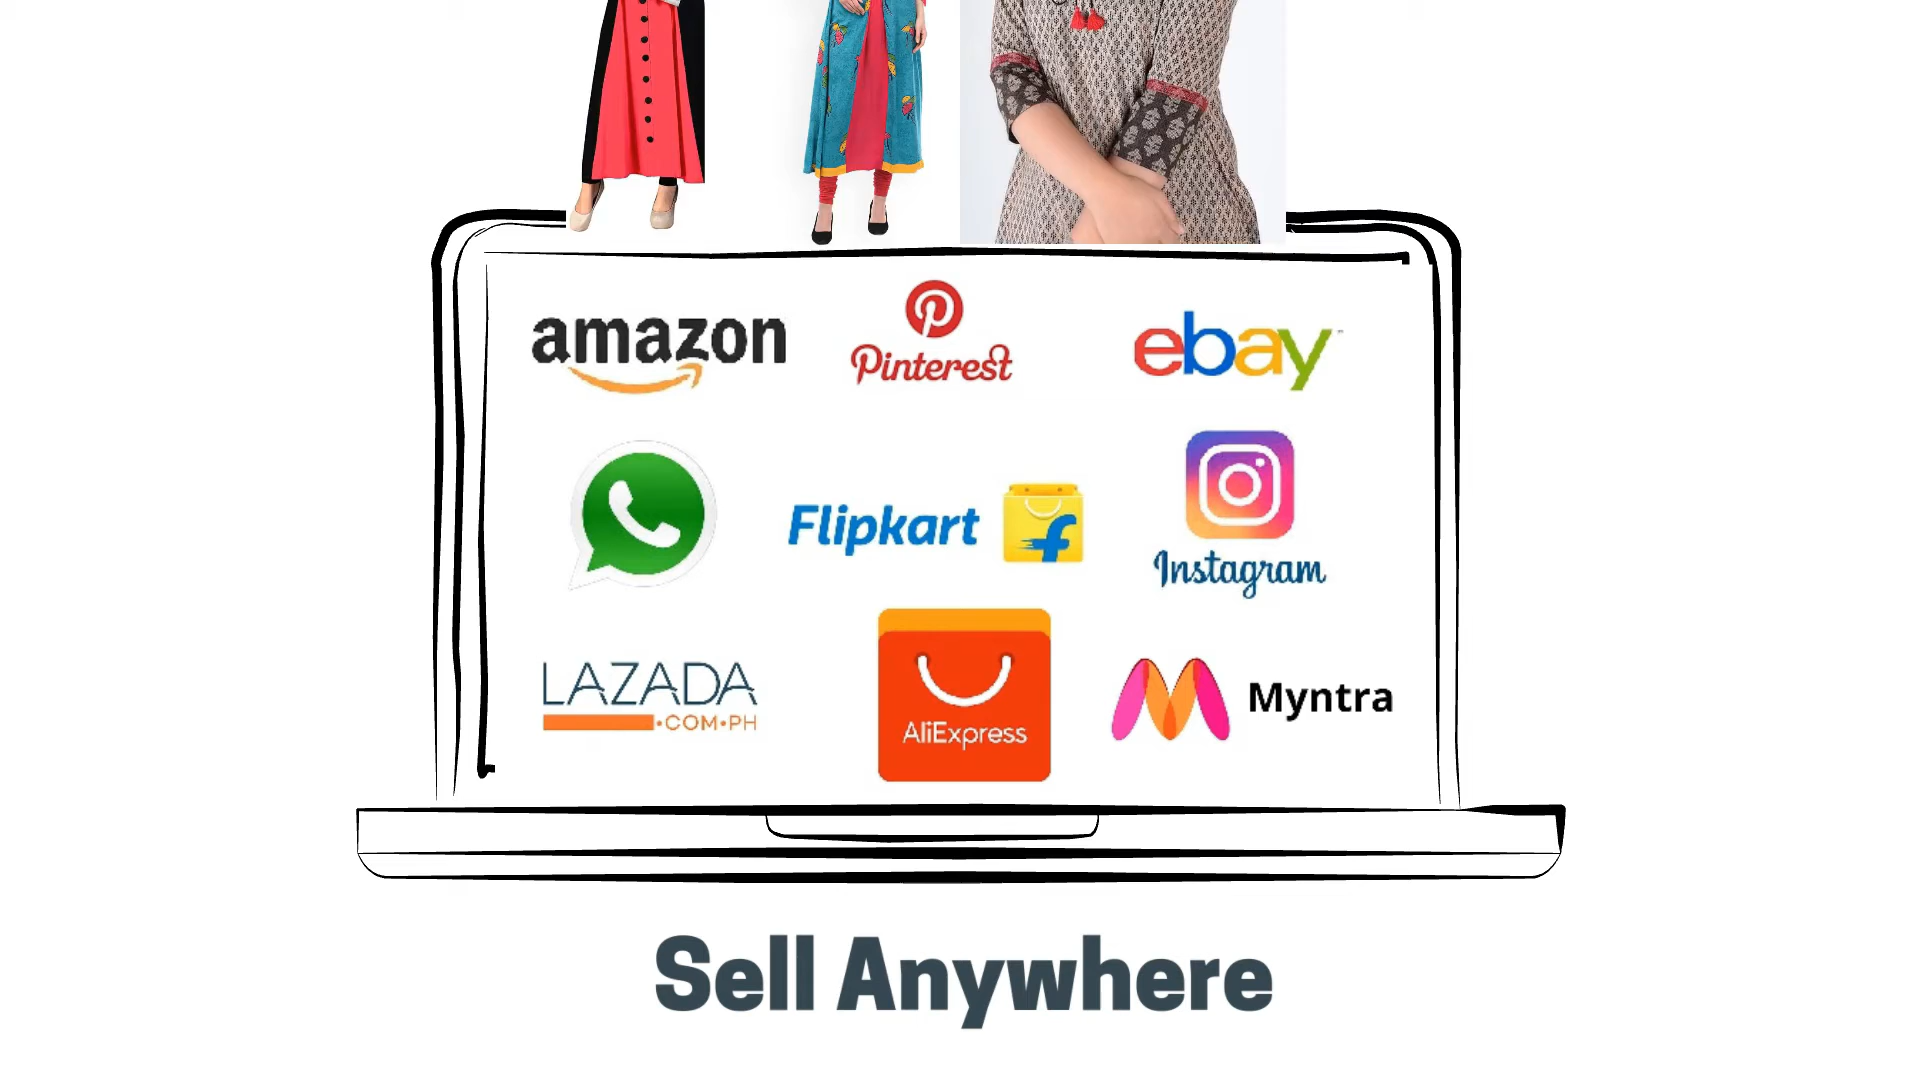 amazon
Pinterest
ebay
Flipkart
Instagram
LAZADA
.COM.PH
AliExpress
Myntra
Sell Anywhere